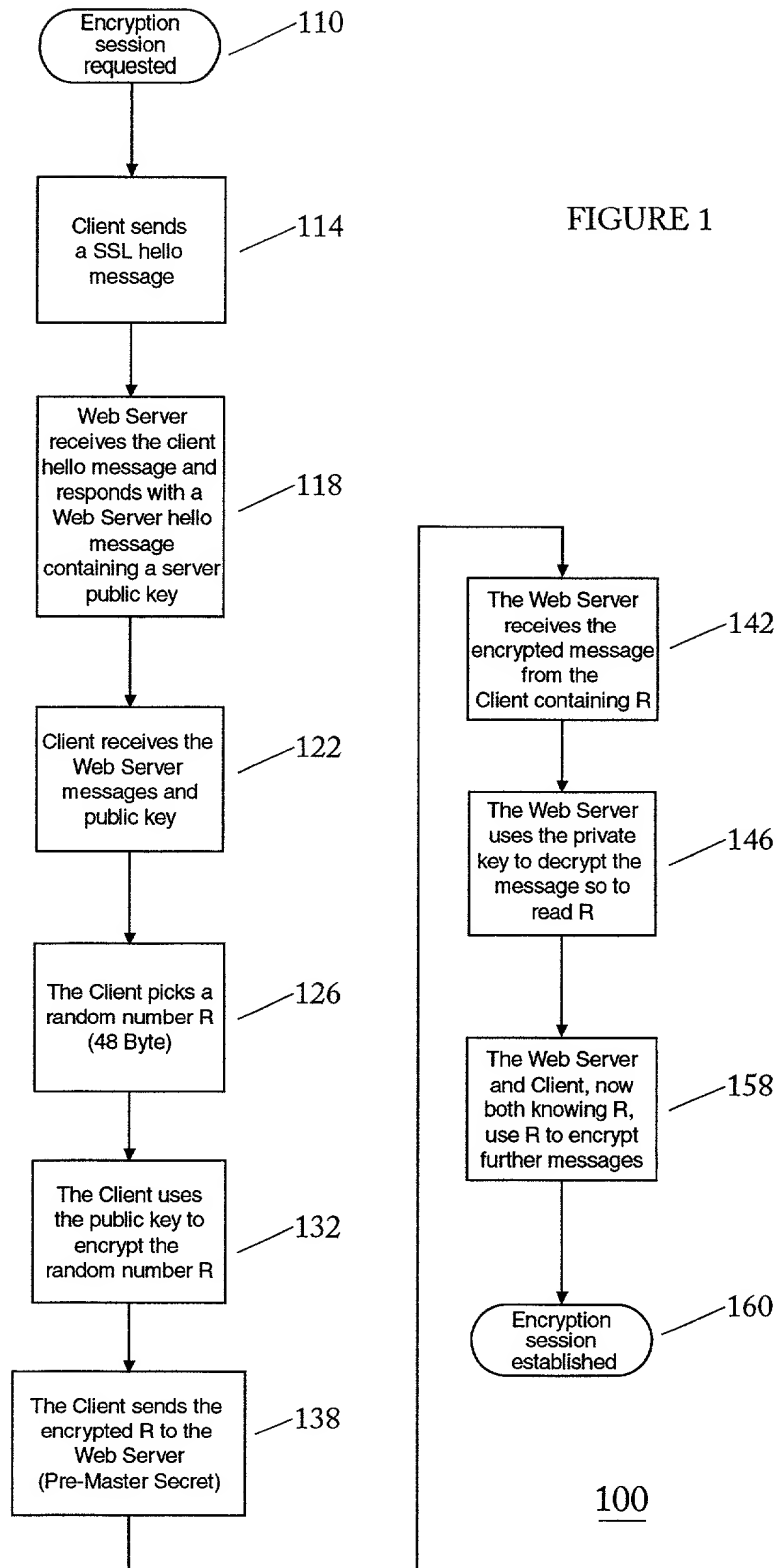 Encryption
session
requested
110
Client sends
a SSL hello
message
114
FIGURE 1
Web Server
receives the client
hello message and
responds with a
Web Server hello
message
containing a server
public key
118
Client receives the
Web Server
messages and
public key
122
The Client picks a
random number R
(48 Byte)
126
The Client uses
the public key to
encrypt the
random number R
132
The Client sends the
encrypted R to the
Web Server
(Pre-Master Secret)
138
The Web Server
receives the
encrypted message
from the
Client containing R
142
The Web Server
uses the private
key to decrypt the
message so to
read R
146
The Web Server
and Client, now
both knowing R,
use R to encrypt
further messages
158
Encryption
session
established
160
100